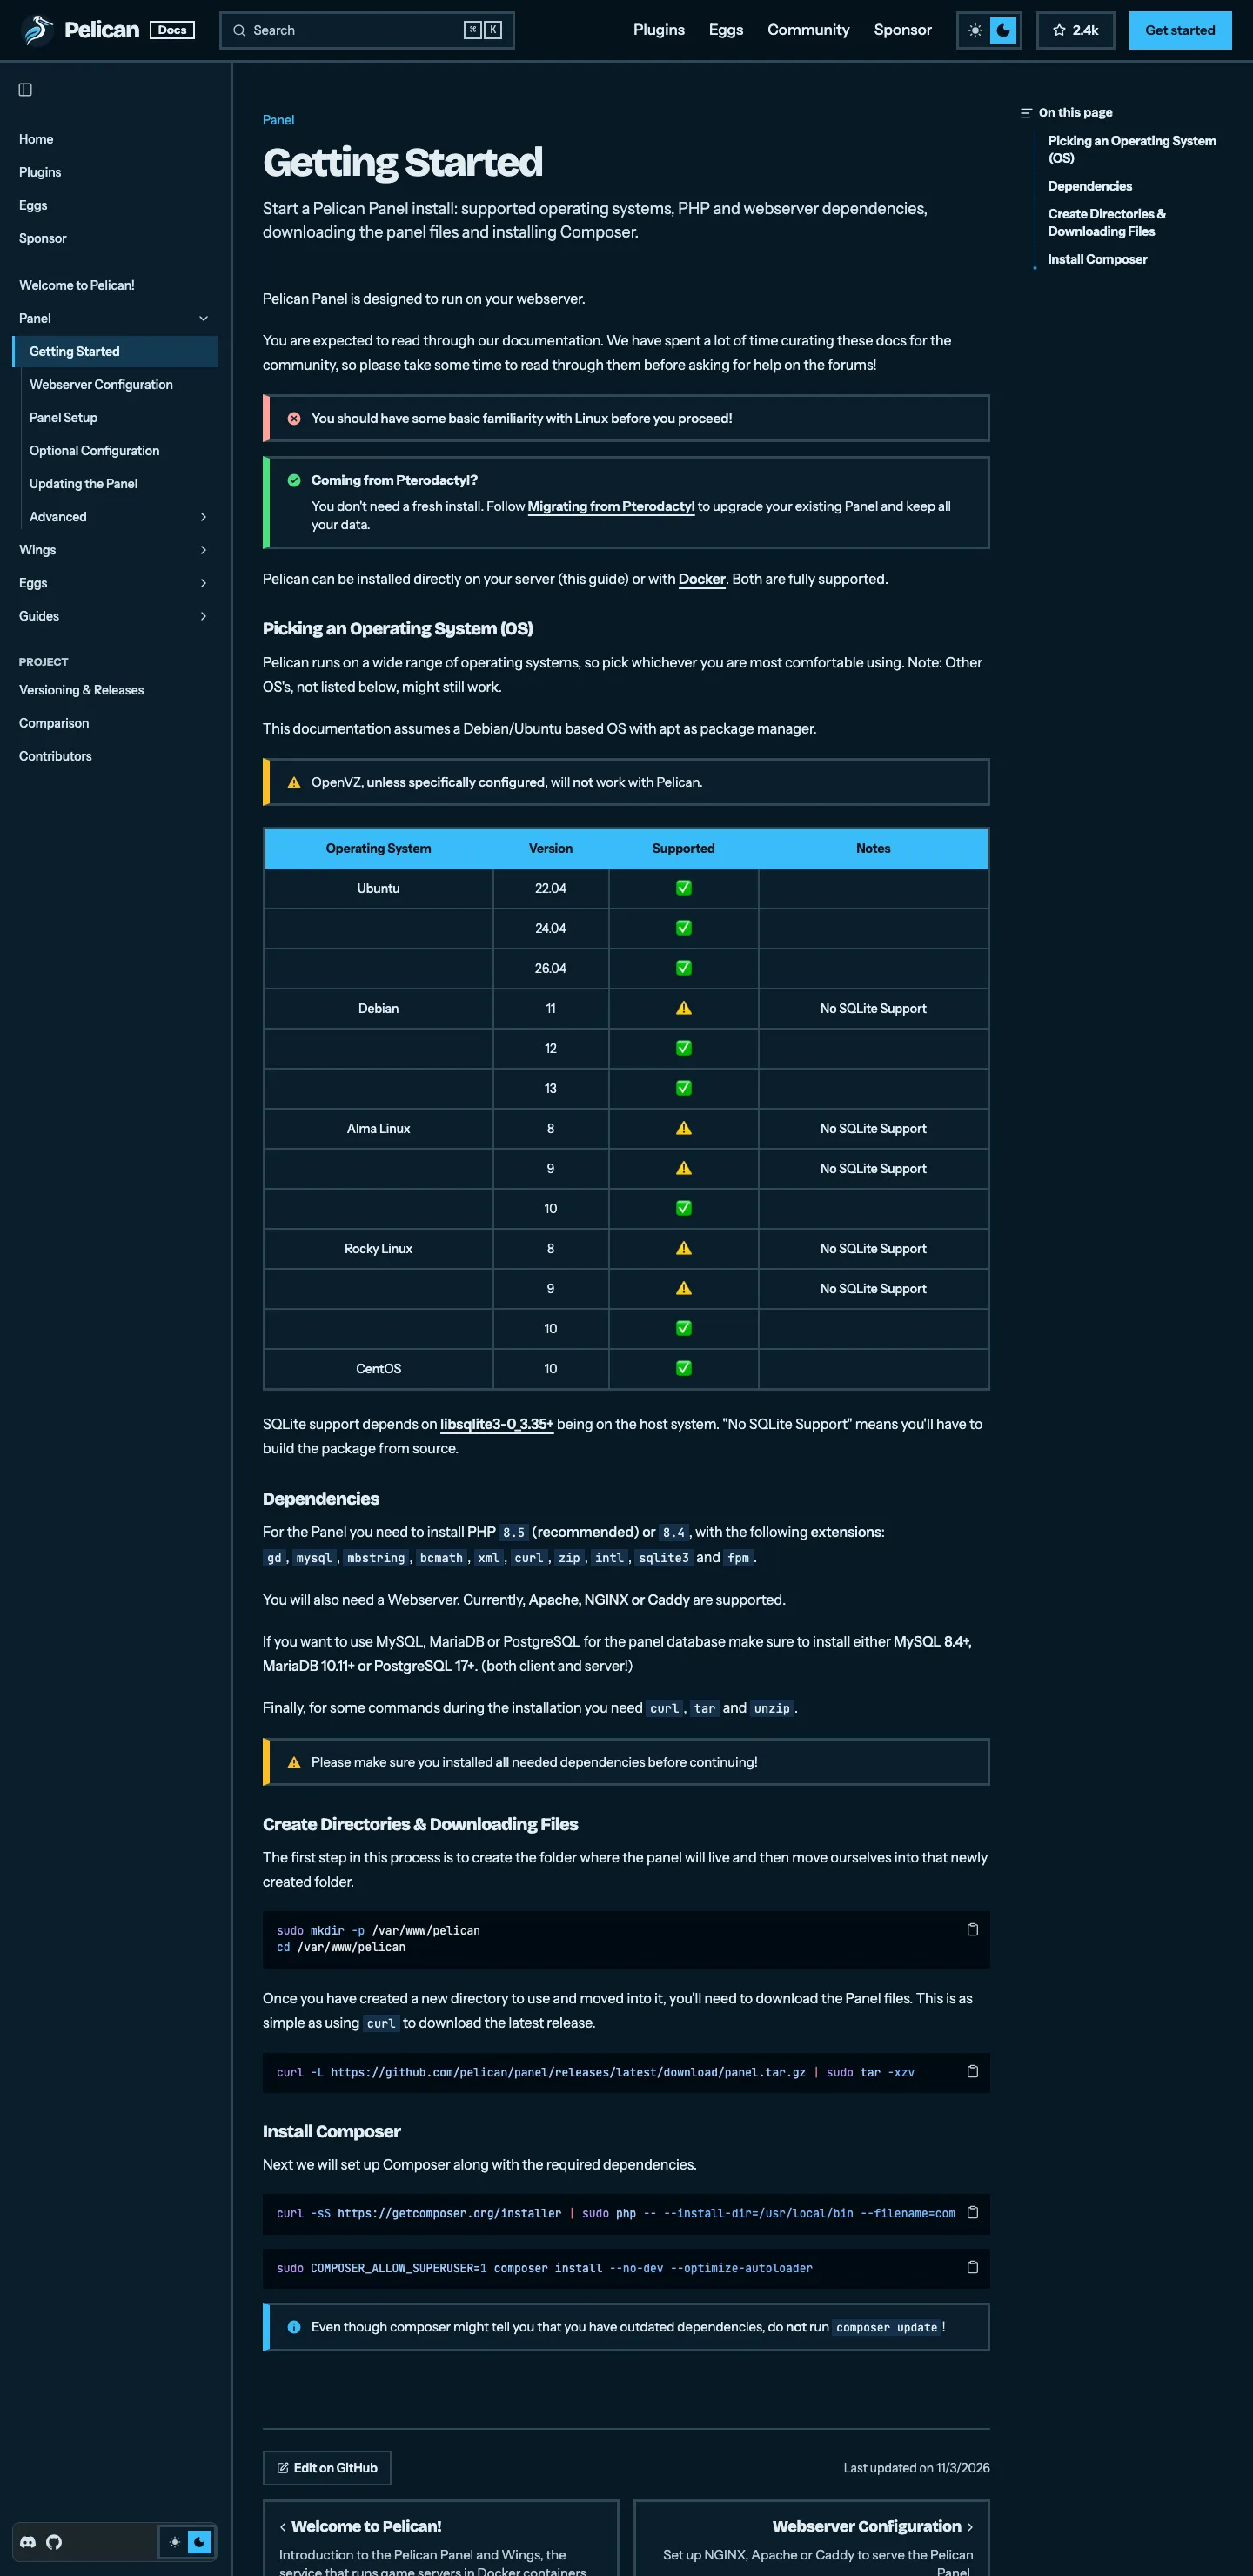 Pelican Docs
Search ⌘ K
Plugins Eggs Community Sponsor 2.4k Get started
Home
Plugins
Eggs
Sponsor
Welcome to Pelican!
Panel
Getting Started
Webserver Configuration
Panel Setup
Optional Configuration
Updating the Panel
Advanced
Wings
Eggs
Guides
PROJECT
Versioning & Releases
Comparison
Contributors
Panel
Getting Started
Start a Pelican Panel install: supported operating systems, PHP and webserver dependencies,
downloading the panel files and installing Composer.
Pelican Panel is designed to run on your webserver.
You are expected to read through our documentation. We have spent a lot of time curating these docs for the
community, so please take some time to read through them before asking for help on the forums!
You should have some basic familiarity with Linux before you proceed!
Coming from Pterodactyl?
You don't need a fresh install. Follow Migrating from Pterodactyl to upgrade your existing Panel and keep all
your data.
Pelican can be installed directly on your server (this guide) or with Docker. Both are fully supported.
Picking an Operating System (OS)
Pelican runs on a wide range of operating systems, so pick whichever you are most comfortable using. Note: Other
OS's, not listed below, might still work.
This documentation assumes a Debian/Ubuntu based OS with apt as package manager.
OpenVZ, unless specifically configured, will not work with Pelican.
Operating System Version Supported Notes
Ubuntu 22.04 ✅
24.04 ✅
26.04 ✅
Debian 11 ⚠️ No SQLite Support
12 ✅
13 ✅
Alma Linux 8 ⚠️ No SQLite Support
9 ⚠️ No SQLite Support
10 ✅
Rocky Linux 8 ⚠️ No SQLite Support
9 ⚠️ No SQLite Support
10 ✅
CentOS 10 ✅
SQLite support depends on libsqlite3-0_3.35+ being on the host system. "No SQLite Support" means you'll have to
build the package from source.
Dependencies
For the Panel you need to install PHP 8.5 (recommended) or 8.4, with the following extensions:
gd, mysql, mbstring, bcmath, xml, curl, zip, intl, sqlite3 and fpm.
You will also need a Webserver. Currently, Apache, NGINX or Caddy are supported.
If you want to use MySQL, MariaDB or PostgreSQL for the panel database make sure to install either MySQL 8.4+,
MariaDB 10.11+ or PostgreSQL 17+. (both client and server!)
Finally, for some commands during the installation you need curl, tar and unzip.
Please make sure you installed all needed dependencies before continuing!
Create Directories & Downloading Files
The first step in this process is to create the folder where the panel will live and then move ourselves into that newly
created folder.
sudo mkdir -p /var/www/pelican
cd /var/www/pelican
Once you have created a new directory to use and moved into it, you'll need to download the Panel files. This is as
simple as using curl to download the latest release.
curl -L https://github.com/pelican/panel/releases/latest/download/panel.tar.gz | sudo tar -xzv
Install Composer
Next we will set up Composer along with the required dependencies.
curl -sS https://getcomposer.org/installer | sudo php -- --install-dir=/usr/local/bin --filename=com
sudo COMPOSER_ALLOW_SUPERUSER=1 composer install --no-dev --optimize-autoloader
Even though composer might tell you that you have outdated dependencies, do not run composer update!
Edit on GitHub
Last updated on 11/3/2026
‹ Welcome to Pelican!
Introduction to the Pelican Panel and Wings, the
service that runs game servers in Docker containers
Webserver Configuration ›
Set up NGINX, Apache or Caddy to serve the Pelican
Panel
On this page
Picking an Operating System
(OS)
Dependencies
Create Directories &
Downloading Files
Install Composer